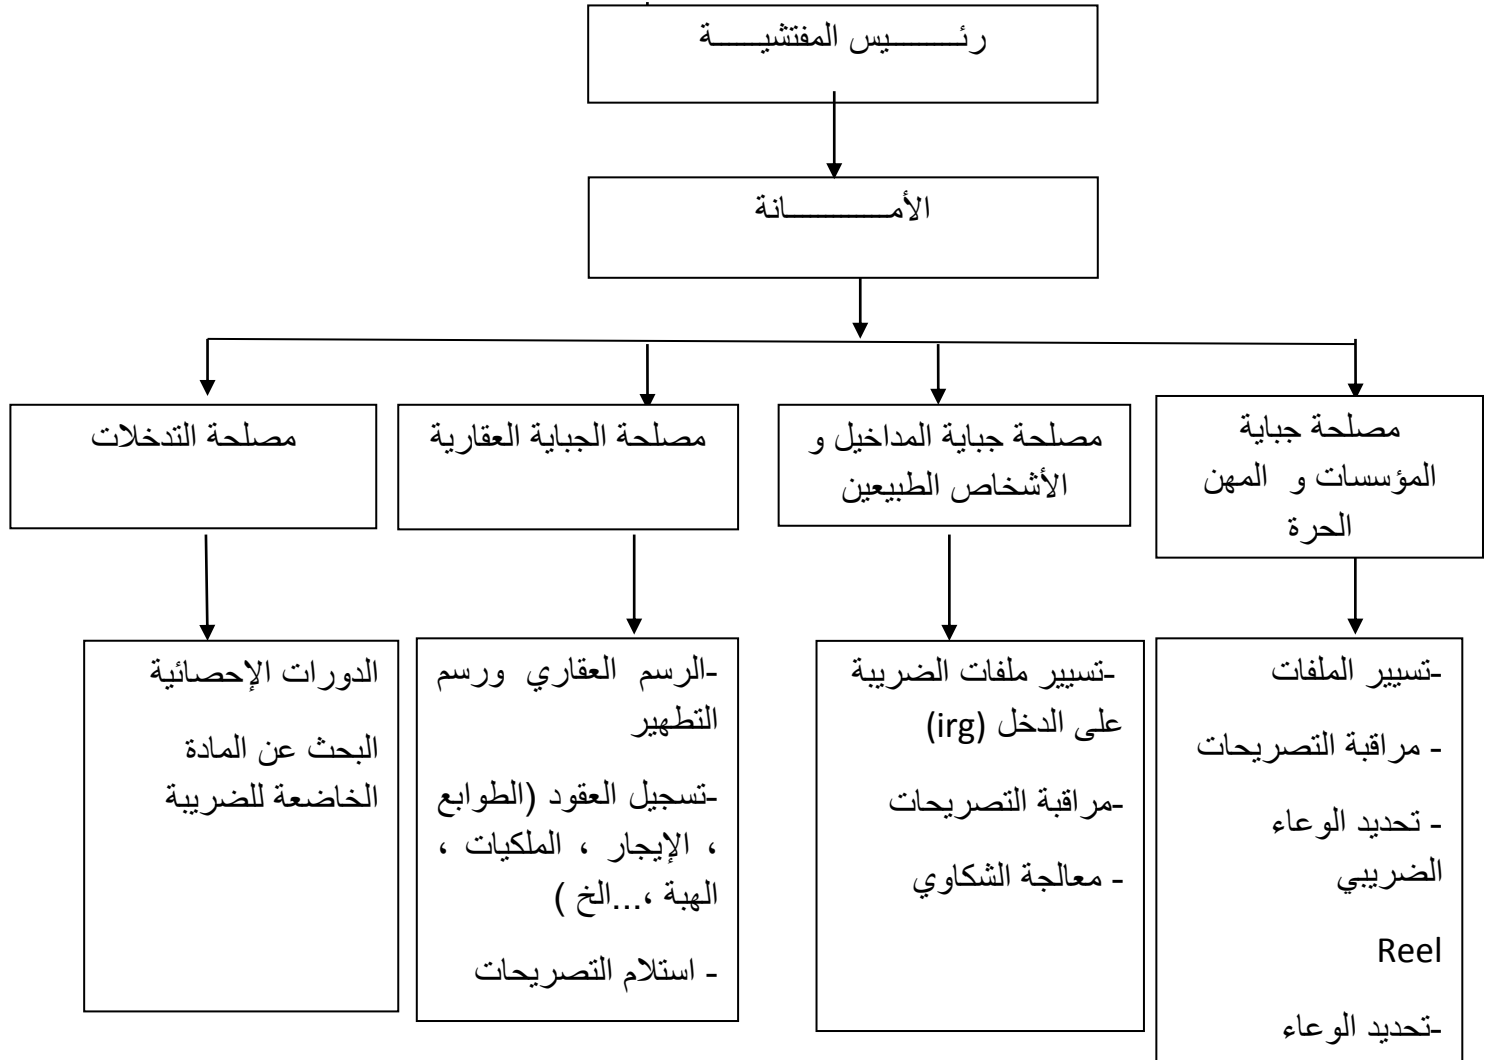 رئـــــــيس المفتشيــــــة
الأمـــــــــــانة
مصلحة جباية
المؤسسات و المهن
الحرة
مصلحة جباية المداخيل و
الأشخاص الطبيعين
مصلحة الجباية العقارية
مصلحة التدخلات
-تسيير الملفات
- مراقبة التصريحات
- تحديد الوعاء
الضريبي
Reel
-تحديد الوعاء
-تسيير ملفات الضريبة
على الدخل (irg)
-مراقبة التصريحات
- معالجة الشكاوي
-الرسم العقاري ورسم
التطهير
-تسجيل العقود (الطوابع
، الإيجار ، الملكيات ،
الهبة ،...الخ )
- استلام التصريحات
الدورات الإحصائية
البحث عن المادة
الخاضعة للضريبة